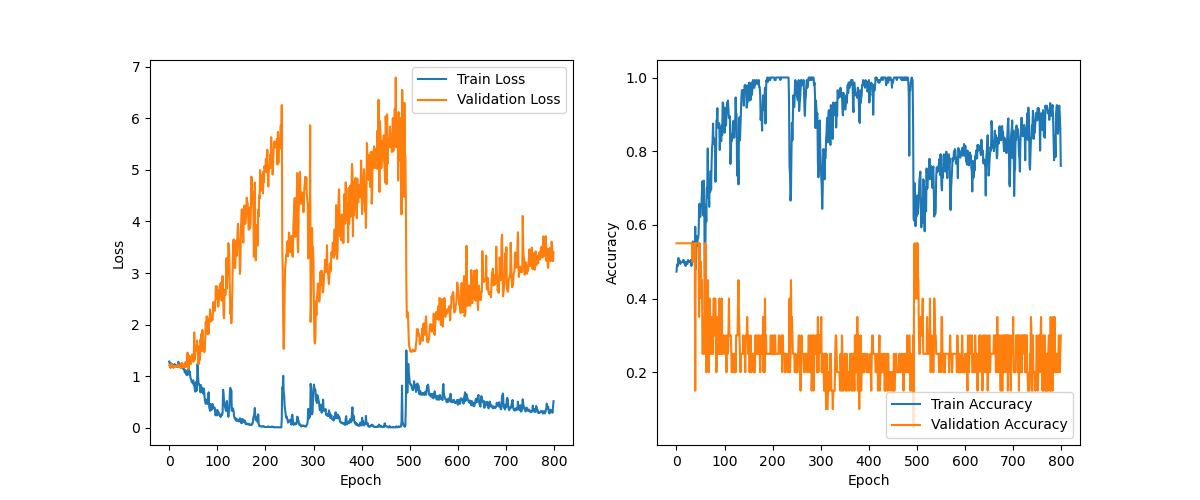 7
6
5
4
3
2
1
0
Loss
Train Loss
Validation Loss
0 100 200 300 400 500 600 700 800
Epoch
1.0
0.8
0.6
0.4
0.2
Accuracy
Train Accuracy
Validation Accuracy
0 100 200 300 400 500 600 700 800
Epoch